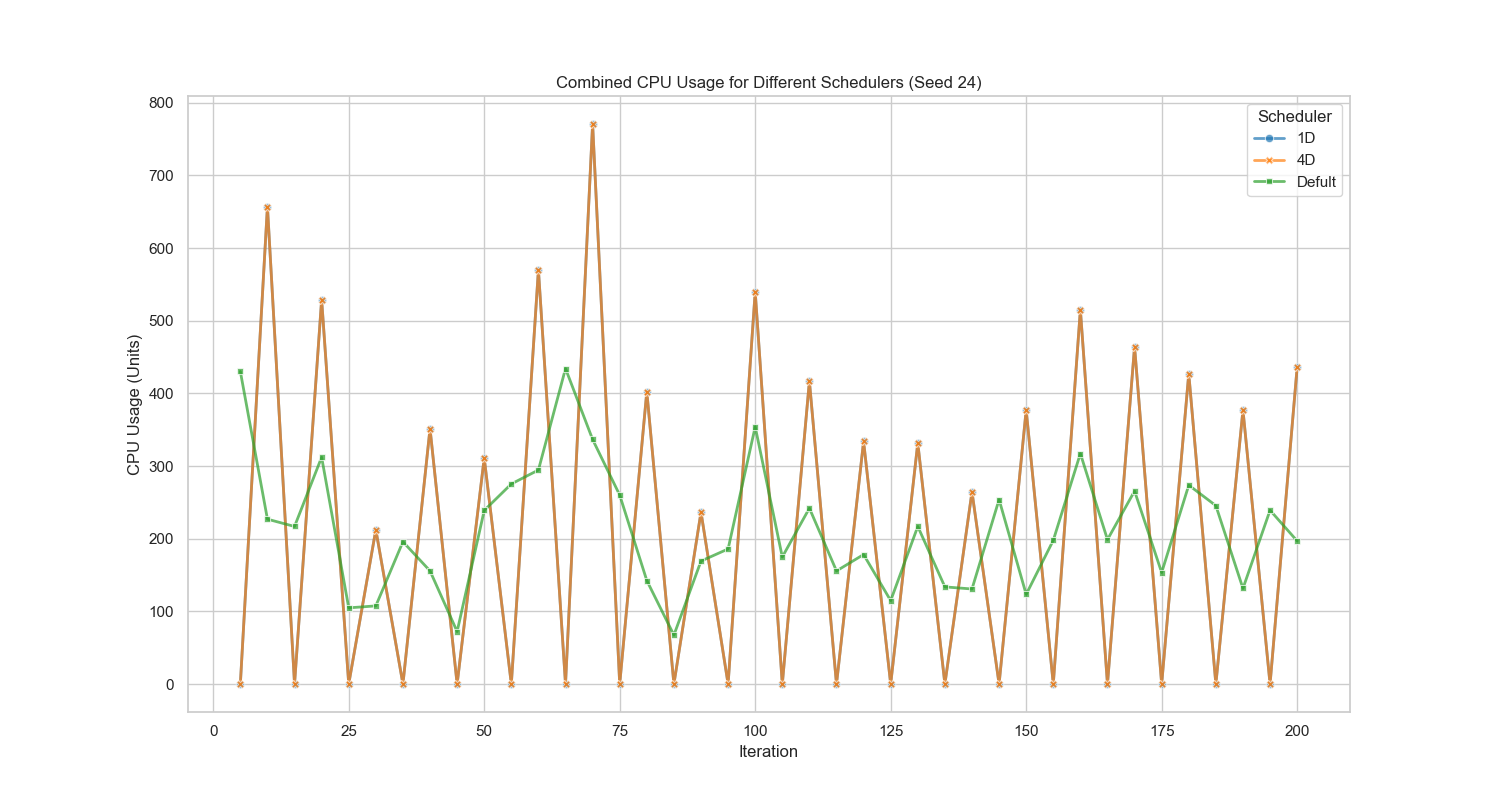 Combined CPU Usage for Different Schedulers (Seed 24)
800
700
600
500
400
300
200
100
0
CPU Usage (Units)
0 25 50 75 100 125 150 175 200
Iteration
Scheduler
1D
4D
Defult